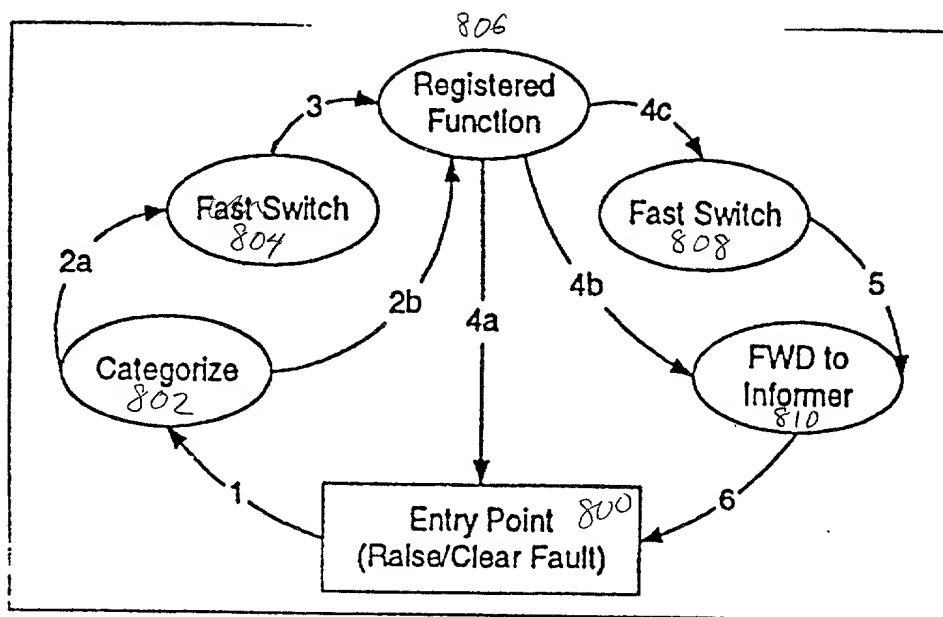 806
Registered
Function
3
4c
Fast Switch
804
Fast Switch
808
2a
2b
4a
4b
5
Categorize
802
FWD to
Informer
810
1
Entry Point 800
(Raise/Clear Fault)
6